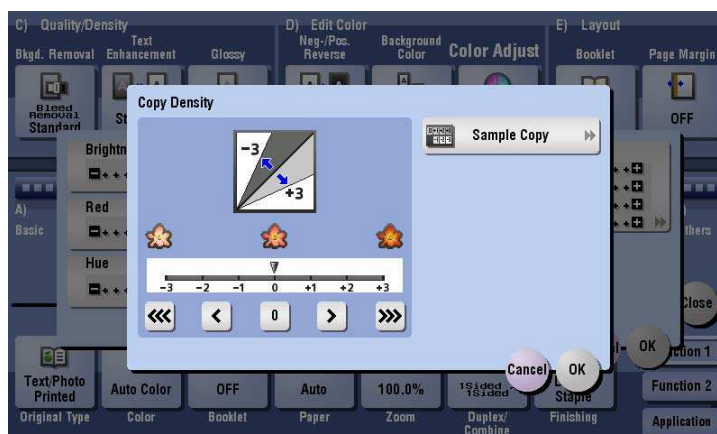 C) Quality/Density
D) Edit Color
E) Layout
Bkgd. Removal
Text
Enhancement
Glossy
Neg-/Pos.
Reverse
Background
Color
Color Adjust
Booklet
Page Margin
Bleed
Removal
Standard
St
OFF
Copy Density
-3
+3
Sample Copy
-3 -2 -1 0 +1 +2 +3
0
Brightn
Red
Hue
A)
Basic
thers
Close
Cancel
OK
OK
ction 1
Function 2
Application
Text/Photo
Printed
Auto Color
OFF
Auto
100.0%
1Sided
1Sided
Staple
Original Type
Color
Booklet
Paper
Zoom
Duplex/
Combine
Finishing